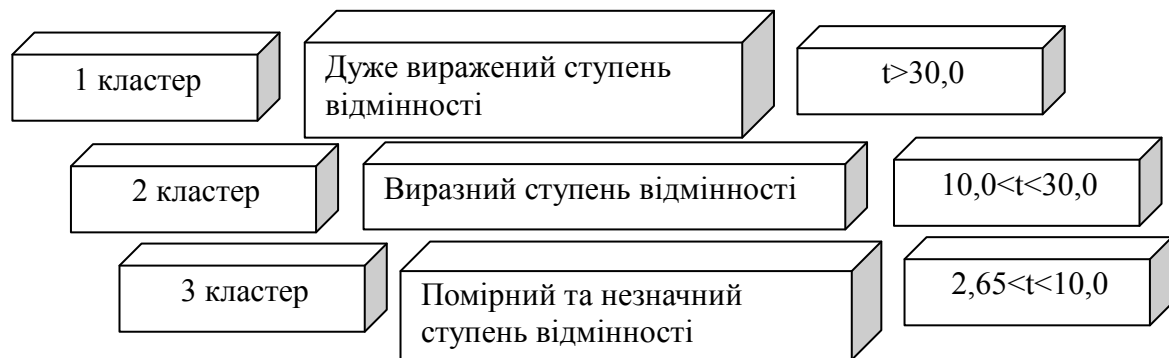 1 кластер
Дуже виражений ступень
відмінності
t>30,0
2 кластер
Виразний ступень відмінності
10,0<t<30,0
3 кластер
Помірний та незначний
ступень відмінності
2,65<t<10,0